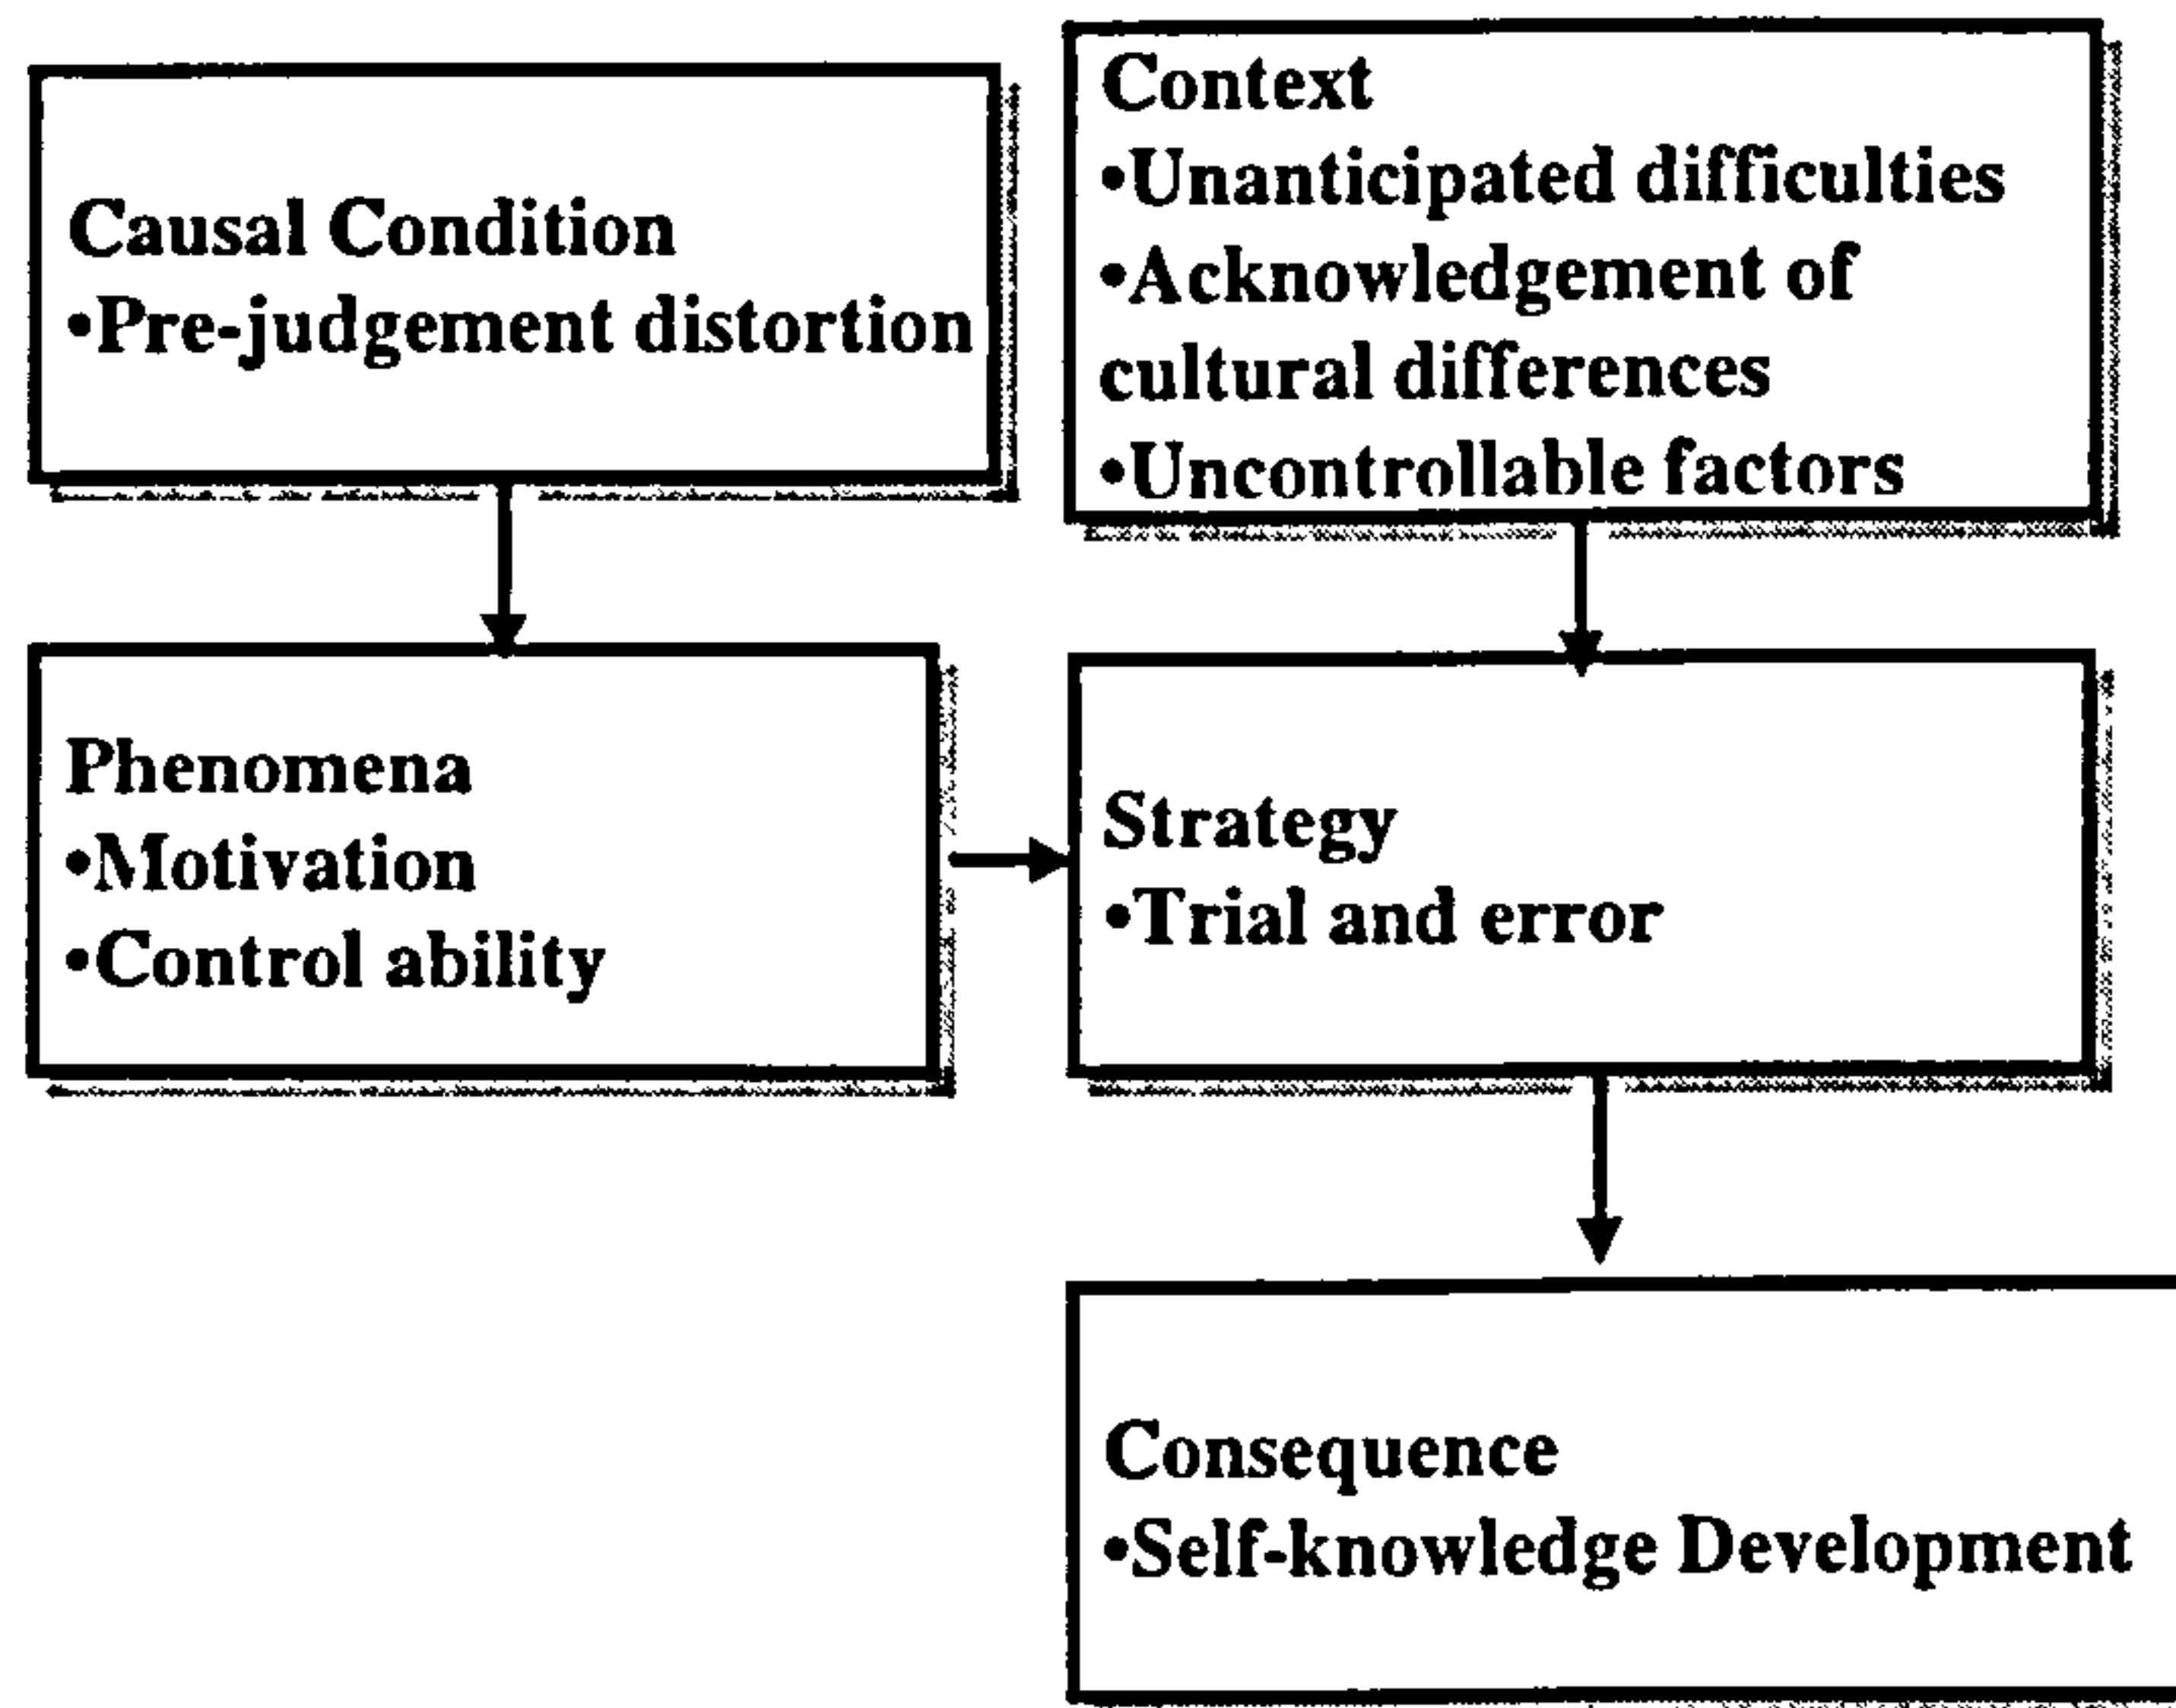 Causal Condition
•Pre-judgement distortion
Context
•Unanticipated difficulties
•Acknowledgement of
cultural differences
•Uncontrollable factors
Phenomena
•Motivation
•Control ability
Strategy
•Trial and error
Consequence
•Self-knowledge Development